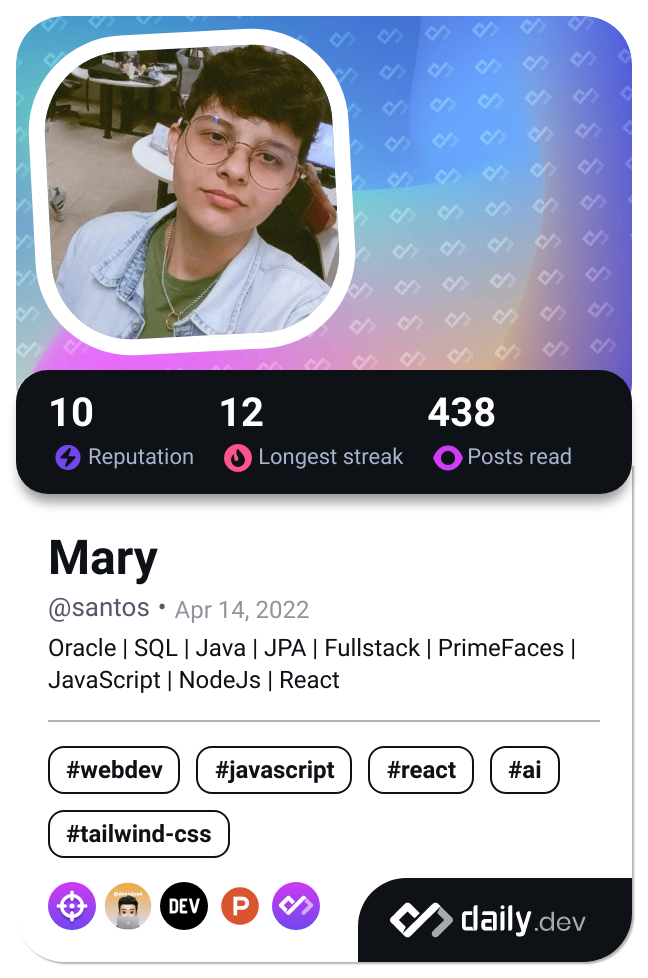 10 12 438
Reputation Longest streak Posts read
Mary
@santos • Apr 14, 2022
Oracle | SQL | Java | JPA | Fullstack | PrimeFaces |
JavaScript | NodeJs | React
#webdev #javascript #react #ai
#tailwind-css
DEV P
daily.dev